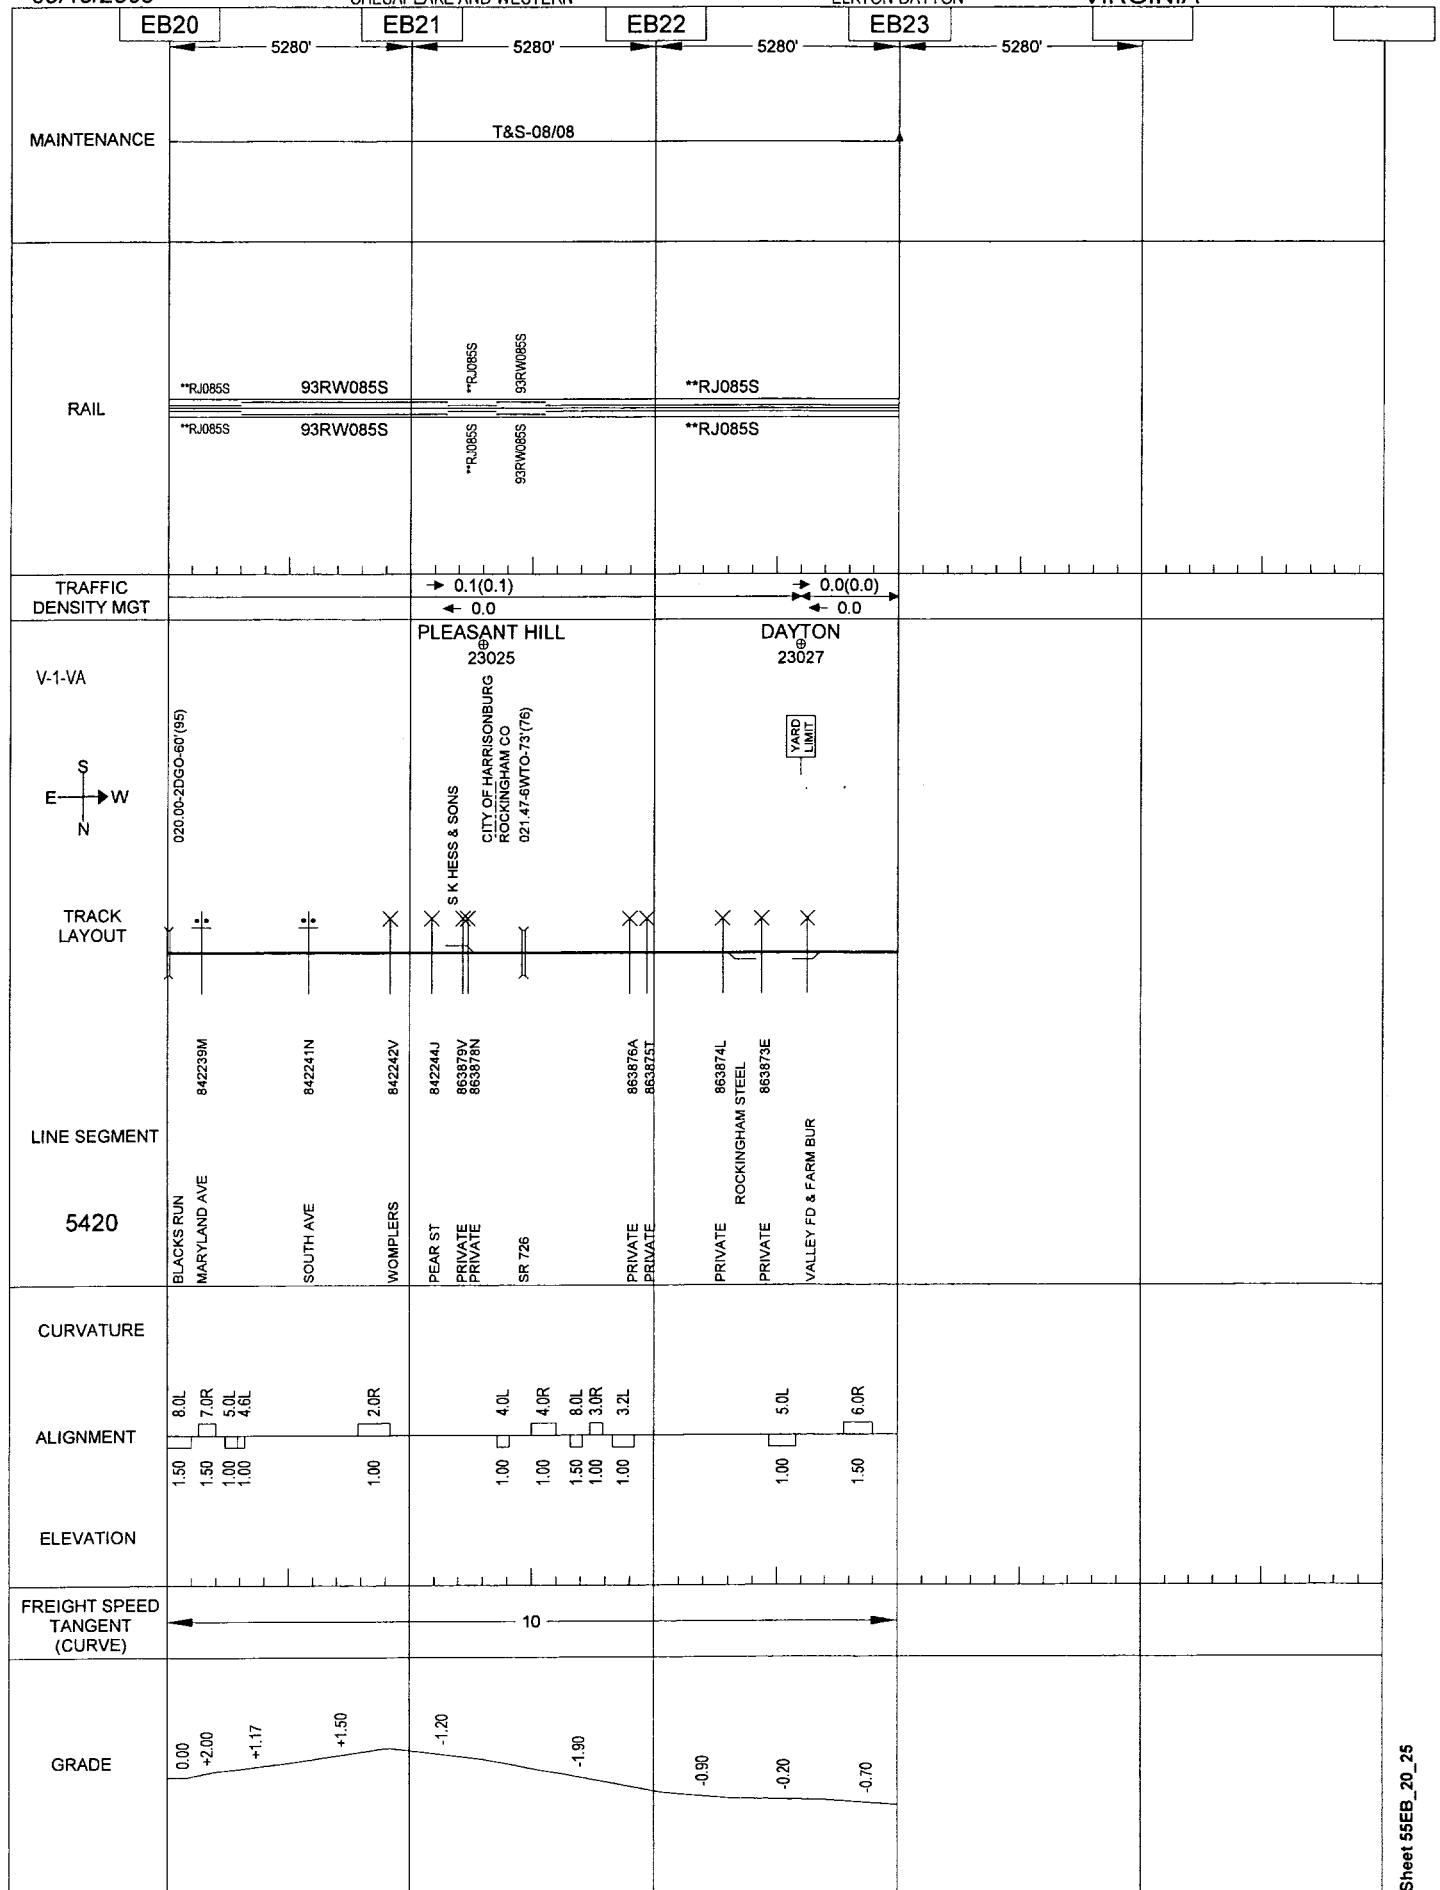 VIRGINIA
EB20 EB21 EB22 EB23
5280' 5280' 5280' 5280'
MAINTENANCE
T&S-08/08
RAIL
**RJ085S 93RW085S **RJ085S 93RW085S **RJ085S
**RJ085S 93RW085S **RJ085S 93RW085S **RJ085S
TRAFFIC
DENSITY MGT
→ 0.1(0.1) → 0.0(0.0)
← 0.0 ← 0.0
PLEASANT HILL
23025
DAYTON
23027
V-1-VA
S
E W
N
020.00-2DGO-60'(95)
S K HESS & SONS
CITY OF HARRISONBURG
ROCKINGHAM CO
021.47-6WTO-73'(76)
YARD
LIMIT
TRACK
LAYOUT
842239M
842241N
842242V
842244J
863879V
863878N
863876A
863875T
863874L
863873E
LINE SEGMENT
5420
BLACKS RUN
MARYLAND AVE
SOUTH AVE
WOMPLERS
PEAR ST
PRIVATE
PRIVATE
SR 726
PRIVATE
PRIVATE
PRIVATE
ROCKINGHAM STEEL
PRIVATE
VALLEY FD & FARM BUR
CURVATURE
8.0L 7.0R 5.0L 4.6L 2.0R 4.0L 4.0R 8.0L 3.0R 3.2L 5.0L 6.0R
ALIGNMENT
1.50 1.50 1.00 1.00 1.00 1.00 1.00 1.50 1.00 1.00 1.00 1.50
ELEVATION
FREIGHT SPEED
TANGENT
(CURVE)
10
GRADE
0.00 +2.00 +1.17 +1.50 -1.20 -1.90 -0.90 -0.20 -0.70
Sheet 55EB_20_25